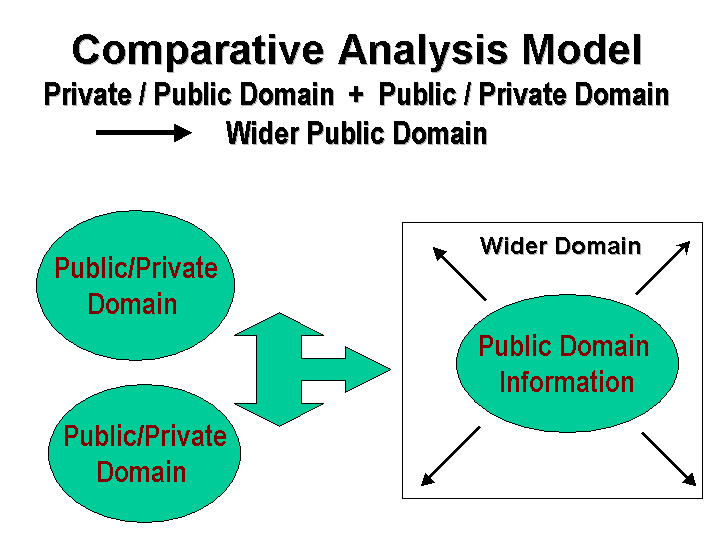 Comparative Analysis Model
Private / Public Domain + Public / Private Domain
Wider Public Domain
Public/Private
Domain
Public/Private
Domain
Wider Domain
Public Domain
Information